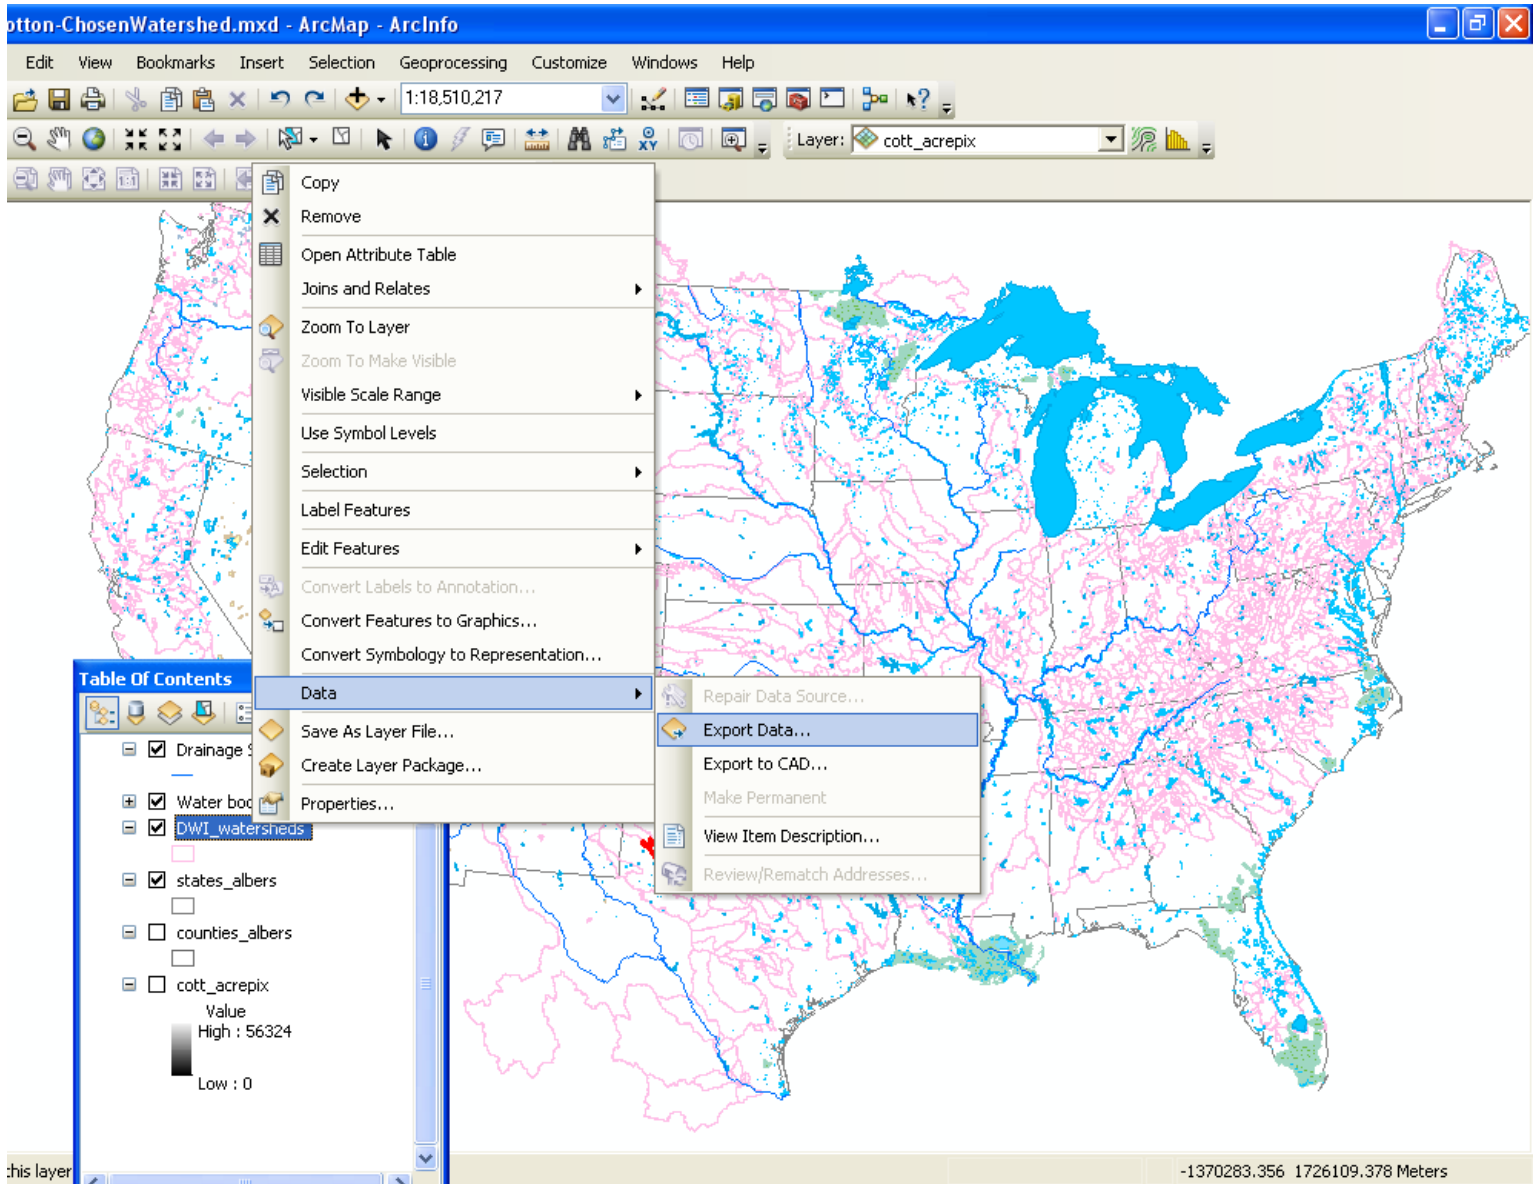 otton-ChosenWatershed.mxd - ArcMap - ArcInfo
Edit View Bookmarks Insert Selection Geoprocessing Customize Windows Help
1:18,510,217
Layer: cott_acrepix
Copy
Remove
Open Attribute Table
Joins and Relates
Zoom To Layer
Zoom To Make Visible
Visible Scale Range
Use Symbol Levels
Selection
Label Features
Edit Features
Convert Labels to Annotation...
Convert Features to Graphics...
Convert Symbology to Representation...
Data
Save As Layer File...
Create Layer Package...
Properties...
Repair Data Source...
Export Data...
Export to CAD...
Make Permanent
View Item Description...
Review/Rematch Addresses...
Table Of Contents
Drainage S
Water boo
DWI_watersheds
states_albers
counties_albers
cott_acrepix
Value
High : 56324
Low : 0
this layer
-1370283.356 1726109.378 Meters